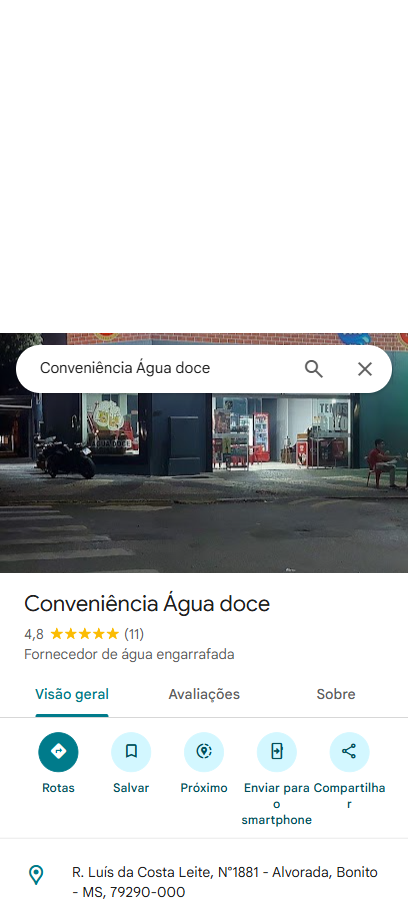 Conveniência Água doce
Conveniência Água doce
4,8 (11)
Fornecedor de água engarrafada
Visão geral Avaliações Sobre
Rotas Salvar Próximo Enviar para Compartilha
o r
smartphone
R. Luís da Costa Leite, N°1881 - Alvorada, Bonito
- MS, 79290-000